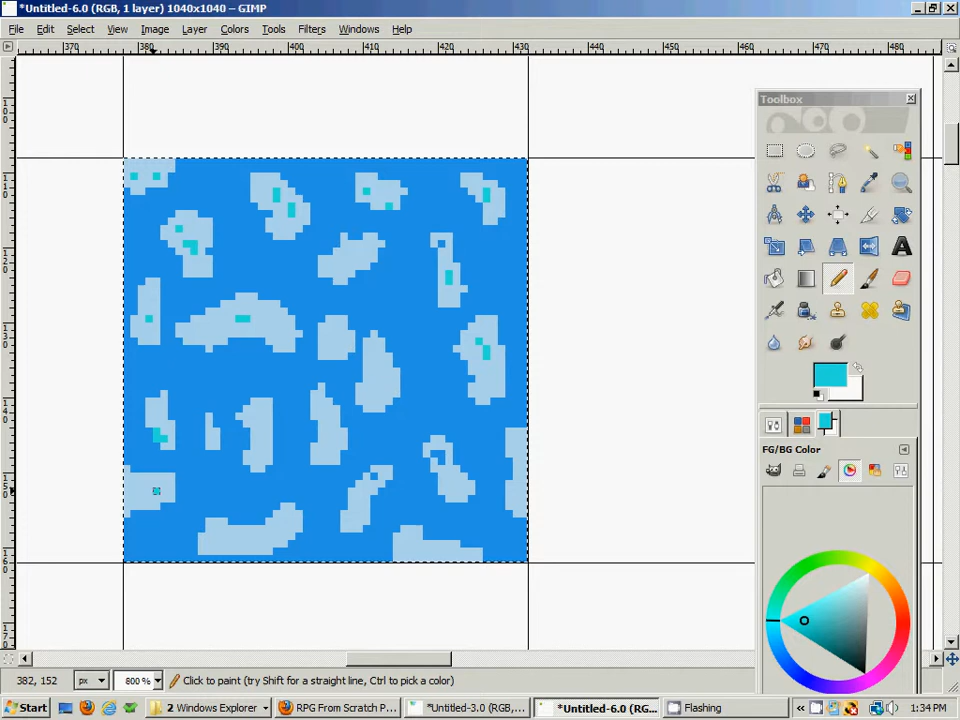 *Untitled-6.0 (RGB, 1 layer) 1040x1040 – GIMP
File Edit Select View Image Layer Colors Tools Filters Windows Help
370 380 390 400 410 420 430 440 450 460 470 480
Toolbox
FG/BG Color
382, 152 px 800 % Click to paint (try Shift for a straight line, Ctrl to pick a color)
Start 2 Windows Explorer RPG From Scratch P... *Untitled-3.0 (RGB,... *Untitled-6.0 (RG... Flashing 1:34 PM